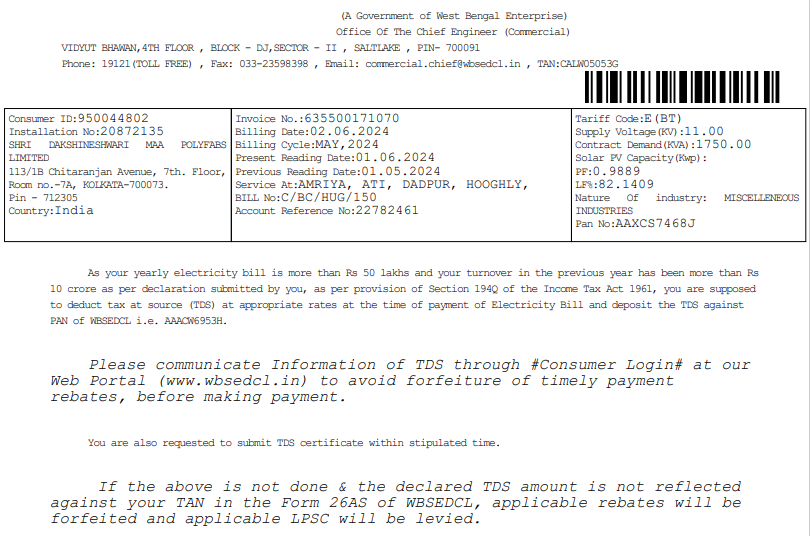 (A Government of West Bengal Enterprise)
Office Of The Chief Engineer (Commercial)
VIDYUT BHAWAN,4TH FLOOR , BLOCK - DJ,SECTOR - II , SALTLAKE , PIN- 700091
Phone: 19121(TOLL FREE) , Fax: 033-23598398 , Email: commercial.chief@wbsedcl.in , TAN:CALW05053G
Consumer ID:950044802
Installation No:20872135
SHRI DAKSHINESHWARI MAA POLYFABS
LIMITED
113/1B Chitaranjan Avenue, 7th. Floor,
Room no.-7A, KOLKATA-700073.
Pin - 712305
Country:India
Invoice No.:635500171070
Billing Date:02.06.2024
Billing Cycle:MAY,2024
Present Reading Date:01.06.2024
Previous Reading Date:01.05.2024
Service At:AMRIYA, ATI, DADPUR, HOOGHLY,
BILL No:C/BC/HUG/150
Account Reference No:22782461
Tariff Code:E(BT)
Supply Voltage(KV):11.00
Contract Demand(KVA):1750.00
Solar PV Capacity(Kwp):
PF:0.9889
LF%:82.1409
Nature Of industry: MISCELLENEOUS
INDUSTRIES
Pan No:AAXCS7468J
As your yearly electricity bill is more than Rs 50 lakhs and your turnover in the previous year has been more than Rs
10 crore as per declaration submitted by you, as per provision of Section 194Q of the Income Tax Act 1961, you are supposed
to deduct tax at source (TDS) at appropriate rates at the time of payment of Electricity Bill and deposit the TDS against
PAN of WBSEDCL i.e. AAACW6953H.
Please communicate Information of TDS through #Consumer Login# at our
Web Portal (www.wbsedcl.in) to avoid forfeiture of timely payment
rebates, before making payment.
You are also requested to submit TDS certificate within stipulated time.
If the above is not done & the declared TDS amount is not reflected
against your TAN in the Form 26AS of WBSEDCL, applicable rebates will be
forfeited and applicable LPSC will be levied.